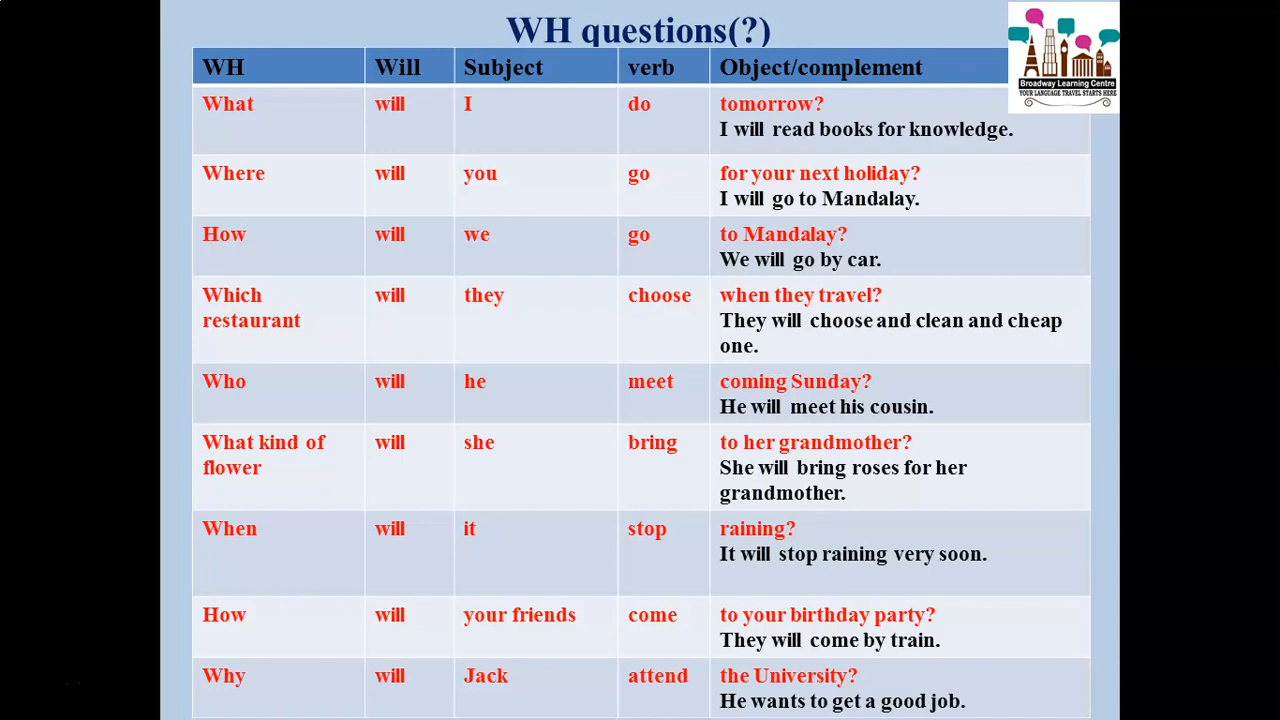 WH questions(?)
Broadway Learning Centre
YOUR LANGUAGE TRAVEL STARTS HERE
WH Will Subject verb Object/complement
What will I do tomorrow?
I will read books for knowledge.
Where will you go for your next holiday?
I will go to Mandalay.
How will we go to Mandalay?
We will go by car.
Which will they choose when they travel?
restaurant They will choose and clean and cheap
one.
Who will he meet coming Sunday?
He will meet his cousin.
What kind of will she bring to her grandmother?
flower She will bring roses for her
grandmother.
When will it stop raining?
It will stop raining very soon.
How will your friends come to your birthday party?
They will come by train.
Why will Jack attend the University?
He wants to get a good job.